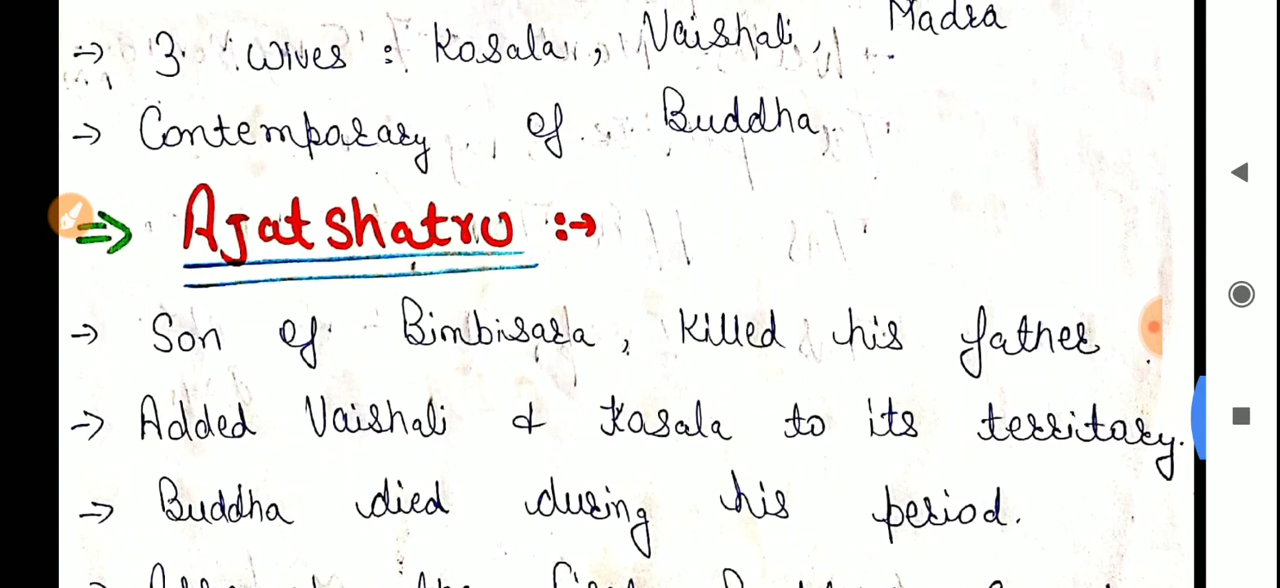 ⇒ 3 Wives : Kosala, Vaishali, Madra
→ Contemporary of Buddha,
⇒ Ajatshatru :→
→ Son of Bimbisara, Killed his father.
→ Added Vaishali & Kosala to its territory.
→ Buddha died during his period.